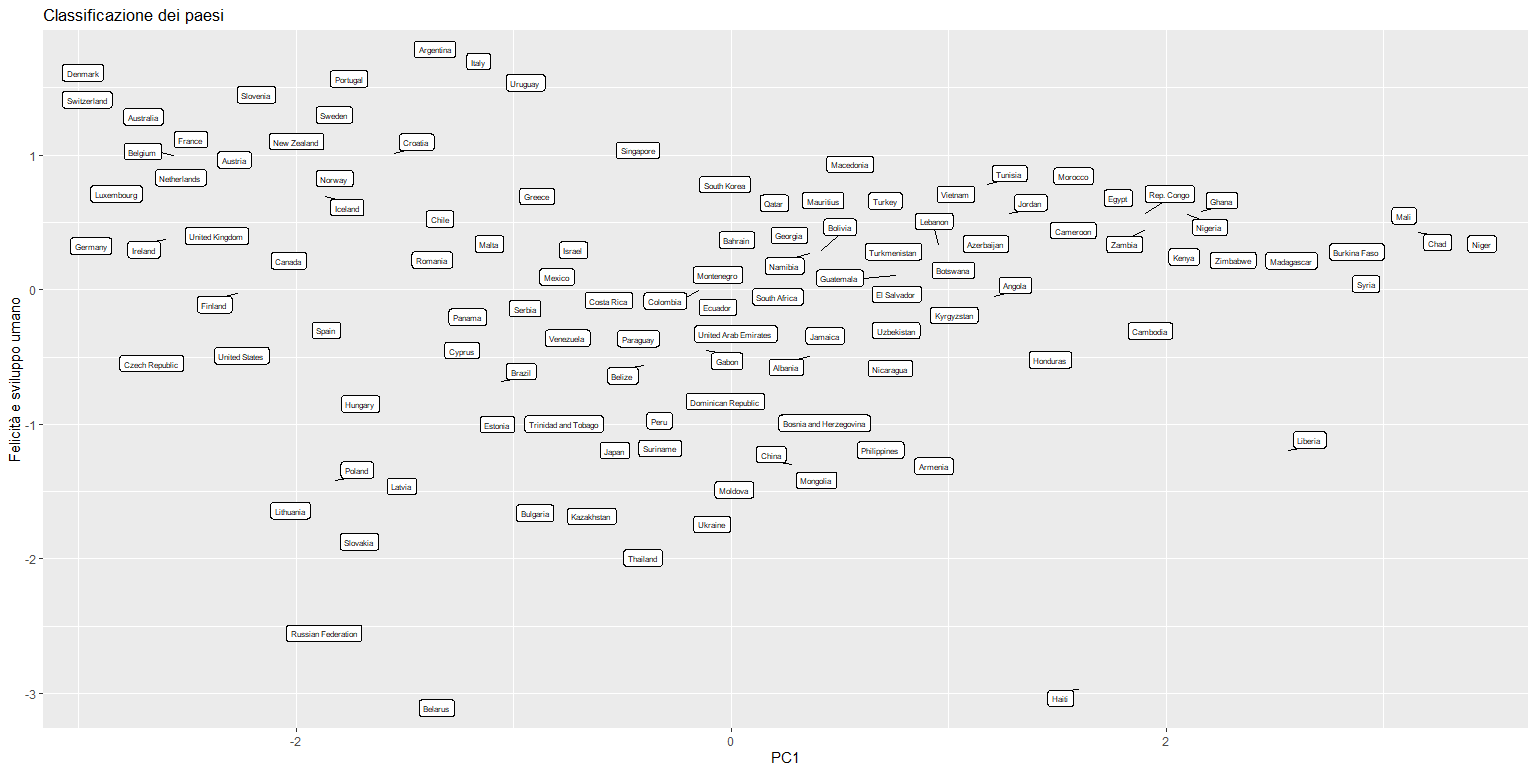 Classificazione dei paesi
Argentina
Italy
Denmark
Portugal
Uruguay
Switzerland
Slovenia
Australia
Sweden
France
New Zealand
Croatia
Belgium
Austria
Singapore
Macedonia
Netherlands
Norway
South Korea
Tunisia
Morocco
Luxembourg
Greece
Qatar
Mauritius
Turkey
Vietnam
Jordan
Egypt
Rep. Congo
Ghana
Iceland
Chile
Bolivia
Lebanon
Cameroon
Nigeria
Mali
Germany
Ireland
United Kingdom
Malta
Israel
Bahrain
Georgia
Turkmenistan
Azerbaijan
Zambia
Chad
Niger
Canada
Romania
Mexico
Montenegro
Namibia
Guatemala
Botswana
Kenya
Zimbabwe
Madagascar
Burkina Faso
Finland
Costa Rica
Colombia
Ecuador
South Africa
El Salvador
Angola
Syria
Spain
Panama
Serbia
Kyrgyzstan
Czech Republic
United States
Cyprus
Venezuela
Paraguay
United Arab Emirates
Jamaica
Uzbekistan
Cambodia
Brazil
Belize
Gabon
Albania
Nicaragua
Honduras
Hungary
Dominican Republic
Estonia
Trinidad and Tobago
Peru
Bosnia and Herzegovina
Japan
Suriname
China
Philippines
Armenia
Liberia
Poland
Latvia
Moldova
Mongolia
Lithuania
Bulgaria
Kazakhstan
Ukraine
Slovakia
Thailand
Russian Federation
Belarus
Haiti
1
0
-1
-2
-3
Felicità e sviluppo umano
-2
0
2
PC1